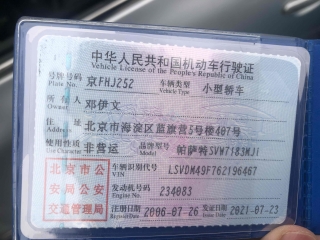 中华人民共和国机动车行驶证
Vehicle License of the People's Republic of China
号牌号码 京FHJ252 车辆类型 小型轿车
Plate No. Vehicle Type
所有人 邓伊文
Owner
住址 北京市海淀区蓝旗营5号楼407号
Address
使用性质 非营运 品牌型号 帕萨特SVW7183MJI
Use Character Model
北京市公 车辆识别代号 LSVDM49F762196467
VIN
安局公安 发动机号码 234083
Engine No.
交通管理局 注册日期 2006-07-26 发证日期 2021-07-23
Register Date Issue Date